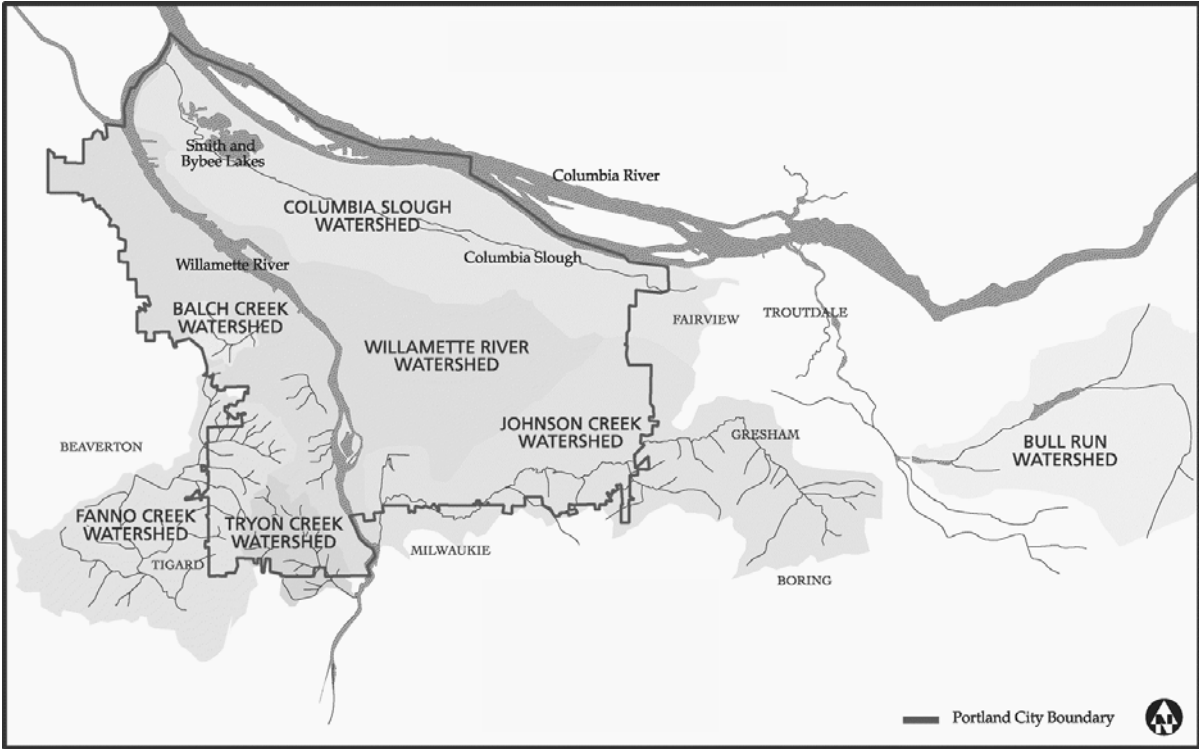 Smith and
Bybee Lakes
Columbia River
COLUMBIA SLOUGH
WATERSHED
Columbia Slough
Willamette River
BALCH CREEK
WATERSHED
FAIRVIEW
TROUTDALE
WILLAMETTE RIVER
WATERSHED
JOHNSON CREEK
WATERSHED
GRESHAM
BEAVERTON
BULL RUN
WATERSHED
FANNO CREEK
WATERSHED
TRYON CREEK
WATERSHED
MILWAUKIE
TIGARD
BORING
Portland City Boundary
N